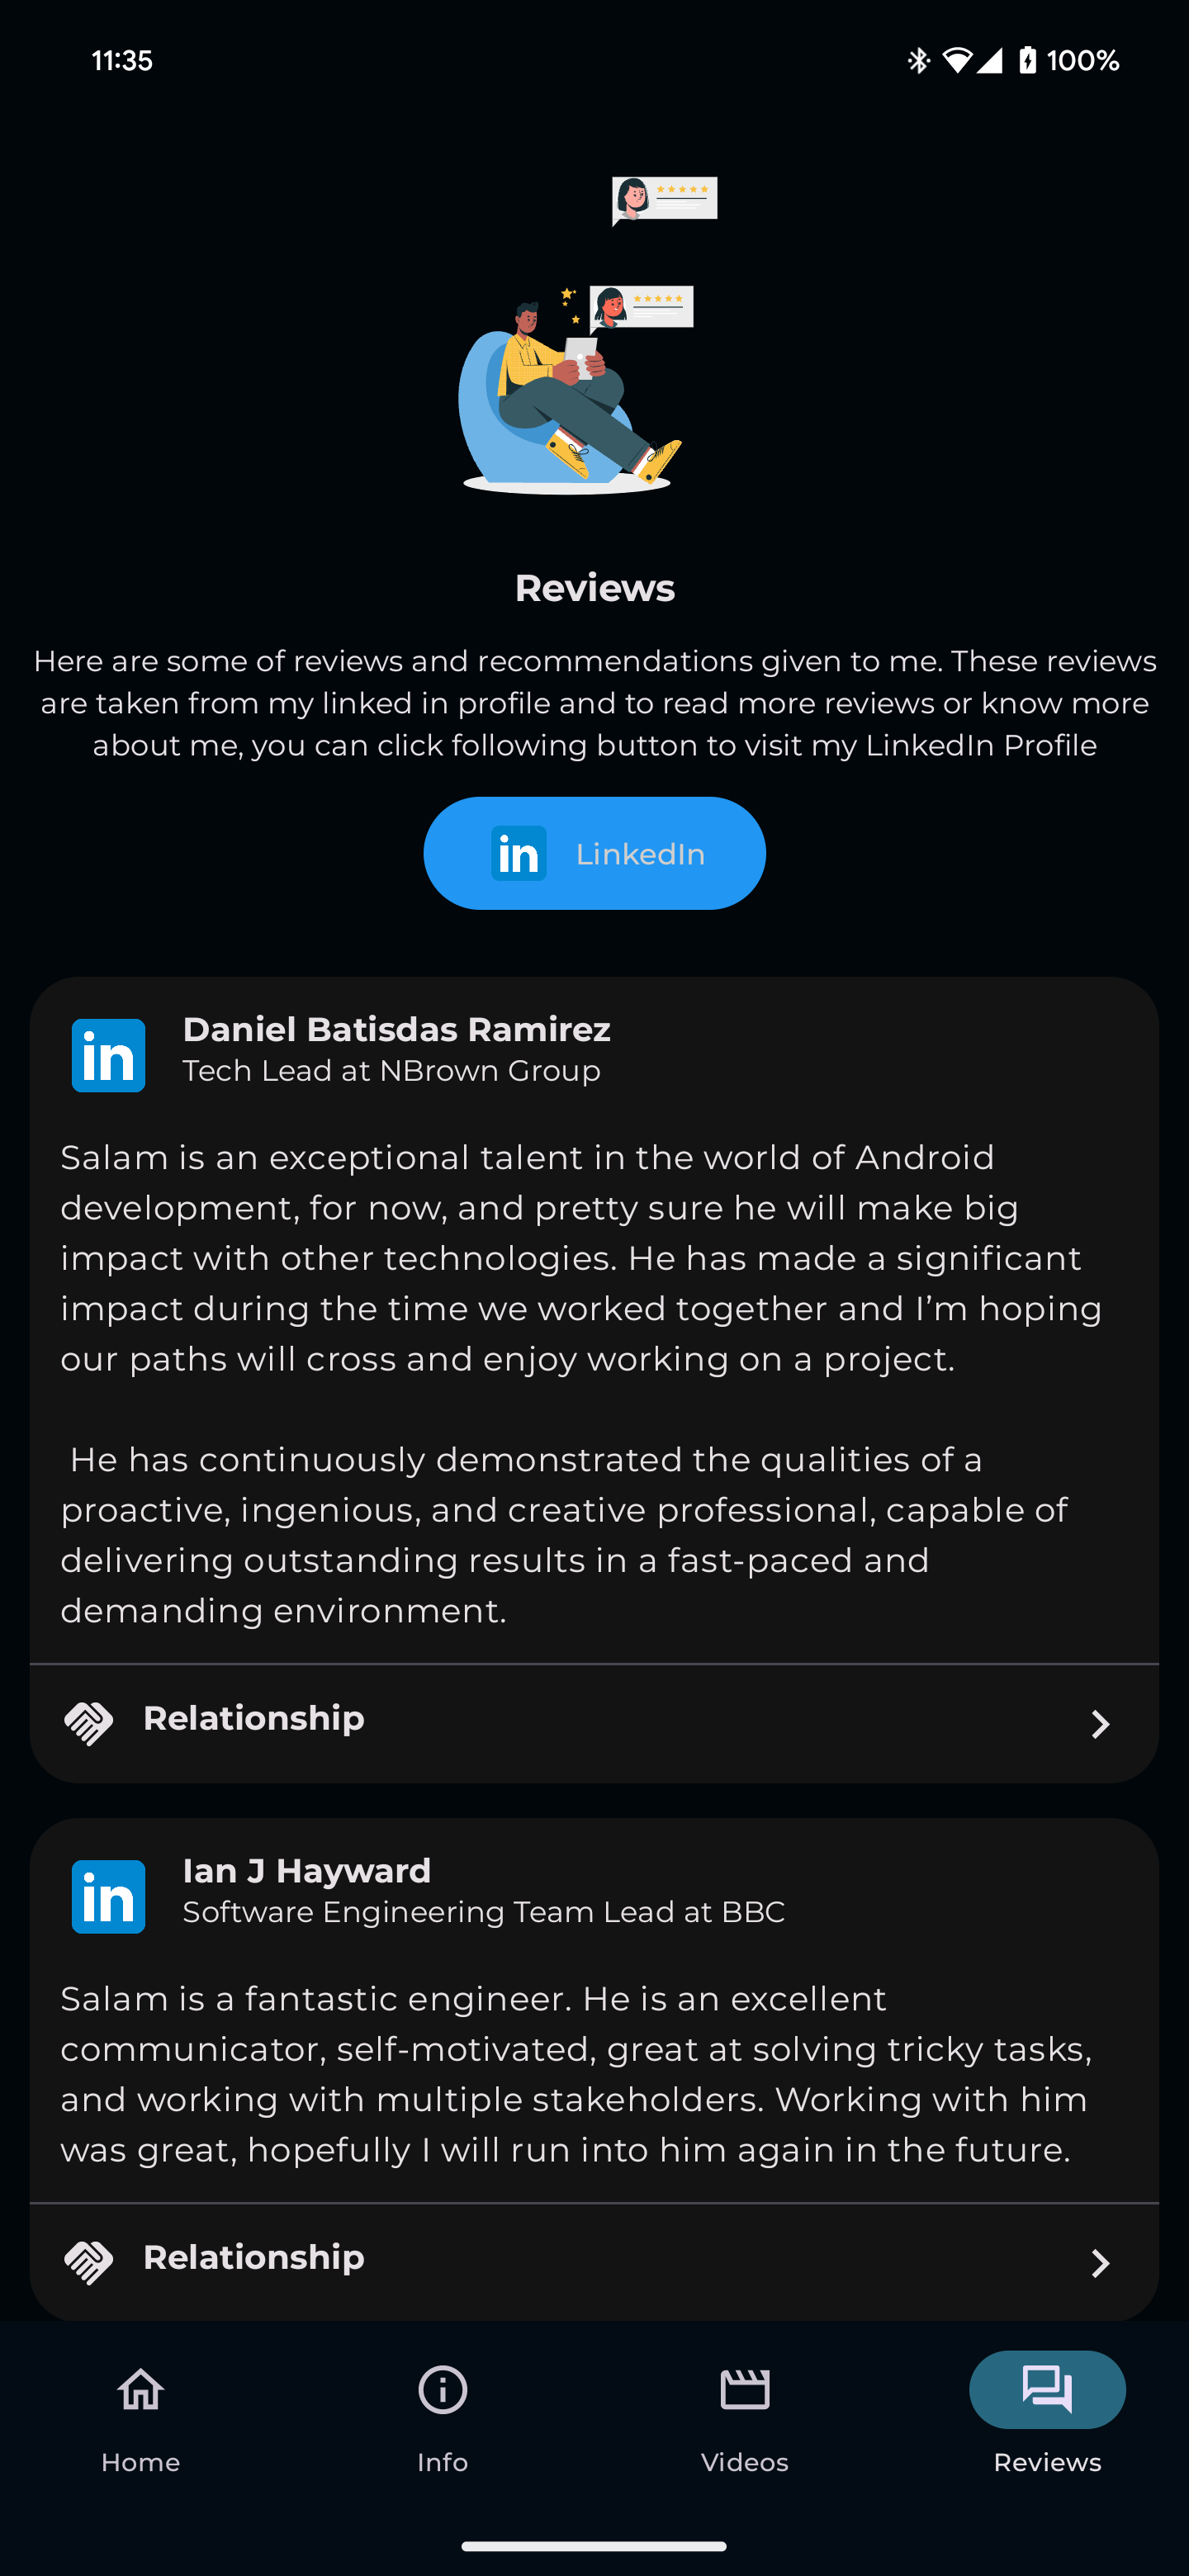 11:35
100%
Reviews
Here are some of reviews and recommendations given to me. These reviews
are taken from my linked in profile and to read more reviews or know more
about me, you can click following button to visit my LinkedIn Profile
in LinkedIn
in Daniel Batisdas Ramirez
Tech Lead at NBrown Group
Salam is an exceptional talent in the world of Android
development, for now, and pretty sure he will make big
impact with other technologies. He has made a significant
impact during the time we worked together and I’m hoping
our paths will cross and enjoy working on a project.
He has continuously demonstrated the qualities of a
proactive, ingenious, and creative professional, capable of
delivering outstanding results in a fast-paced and
demanding environment.
Relationship
in Ian J Hayward
Software Engineering Team Lead at BBC
Salam is a fantastic engineer. He is an excellent
communicator, self-motivated, great at solving tricky tasks,
and working with multiple stakeholders. Working with him
was great, hopefully I will run into him again in the future.
Relationship
Home
Info
Videos
Reviews